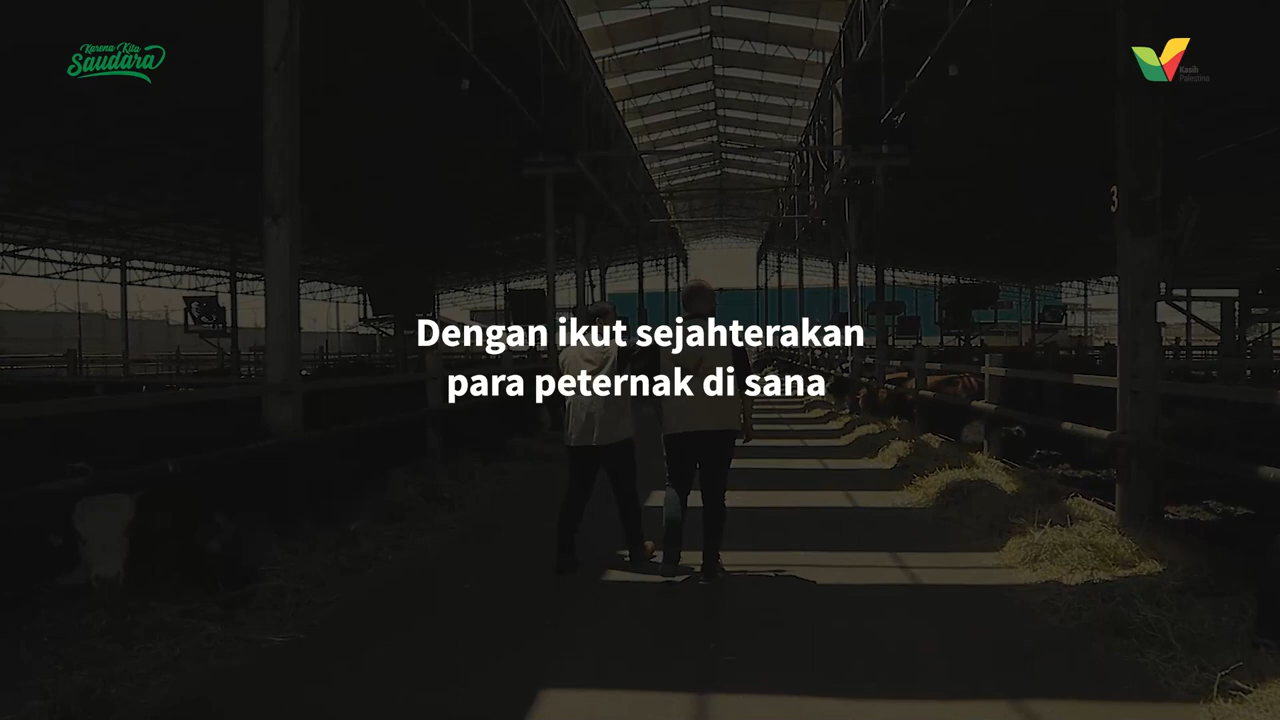 Karena Kita
Saudara
Kasih
Palestina
3
Dengan ikut sejahterakan
para peternak di sana